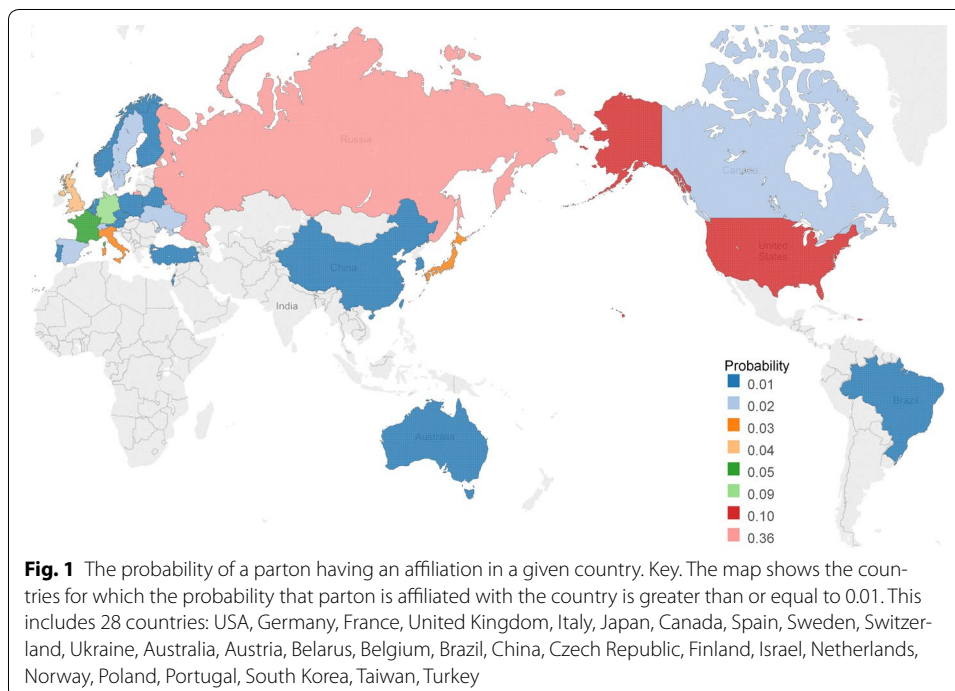 Russia
Canada
United
States
China
India
Australia
Brazil
Probability
0.01
0.02
0.03
0.04
0.05
0.09
0.10
0.36
Fig. 1 The probability of a parton having an affiliation in a given country. Key. The map shows the coun-
tries for which the probability that parton is affiliated with the country is greater than or equal to 0.01. This
includes 28 countries: USA, Germany, France, United Kingdom, Italy, Japan, Canada, Spain, Sweden, Switzer-
land, Ukraine, Australia, Austria, Belarus, Belgium, Brazil, China, Czech Republic, Finland, Israel, Netherlands,
Norway, Poland, Portugal, South Korea, Taiwan, Turkey